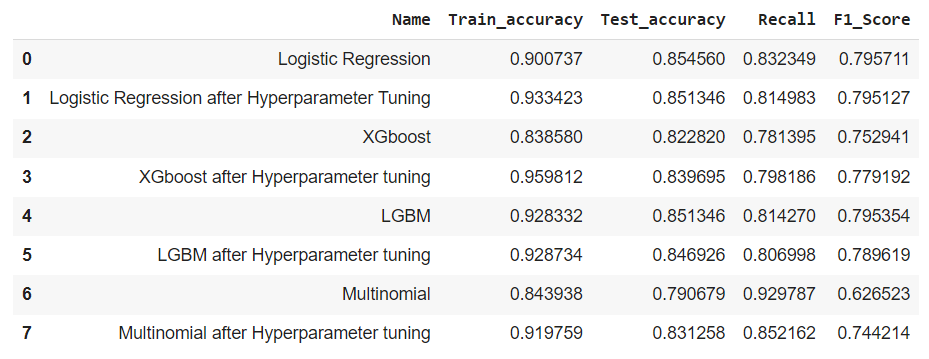 Name Train_accuracy Test_accuracy Recall F1_Score
0 Logistic Regression 0.900737 0.854560 0.832349 0.795711
1 Logistic Regression after Hyperparameter Tuning 0.933423 0.851346 0.814983 0.795127
2 XGboost 0.838580 0.822820 0.781395 0.752941
3 XGboost after Hyperparameter tuning 0.959812 0.839695 0.798186 0.779192
4 LGBM 0.928332 0.851346 0.814270 0.795354
5 LGBM after Hyperparameter tuning 0.928734 0.846926 0.806998 0.789619
6 Multinomial 0.843938 0.790679 0.929787 0.626523
7 Multinomial after Hyperparameter tuning 0.919759 0.831258 0.852162 0.744214